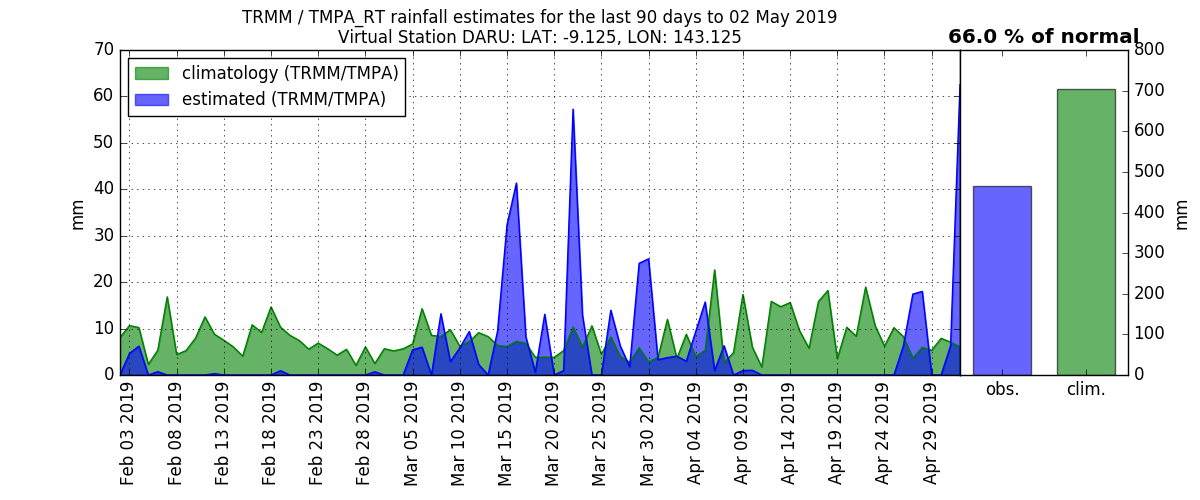 TRMM / TMPA_RT rainfall estimates for the last 90 days to 02 May 2019
Virtual Station DARU: LAT: -9.125, LON: 143.125
66.0 % of normal
climatology (TRMM/TMPA)
estimated (TRMM/TMPA)
mm
70
60
50
40
30
20
10
0
Feb 03 2019
Feb 08 2019
Feb 13 2019
Feb 18 2019
Feb 23 2019
Feb 28 2019
Mar 05 2019
Mar 10 2019
Mar 15 2019
Mar 20 2019
Mar 25 2019
Mar 30 2019
Apr 04 2019
Apr 09 2019
Apr 14 2019
Apr 19 2019
Apr 24 2019
Apr 29 2019
800
700
600
500
400
300
200
100
0
mm
obs.
clim.